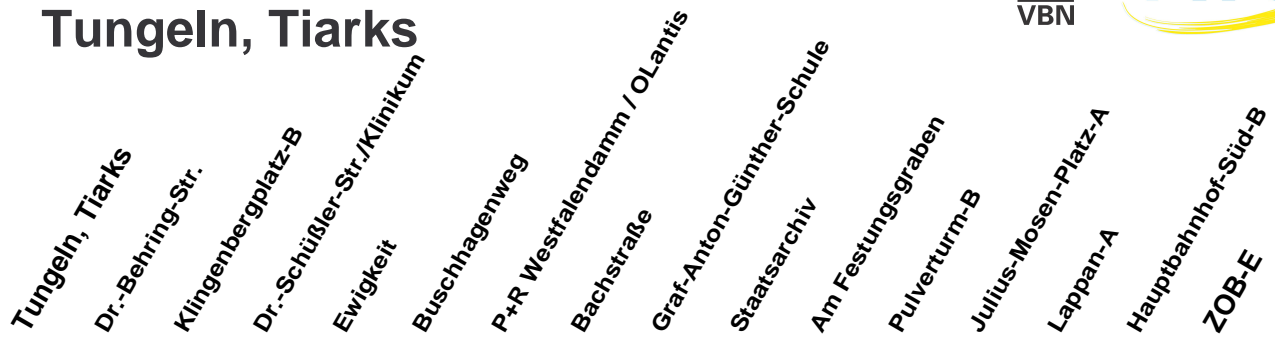 Tungeln, Tiarks
VBN
Tungeln, Tiarks
Dr.-Behring-Str.
Klingenbergplatz-B
Dr.-Schüßler-Str./Klinikum
Ewigkeit
Buschhagenweg
P+R Westfalendamm / OLantis
Bachstraße
Graf-Anton-Günther-Schule
Staatsarchiv
Am Festungsgraben
Pulverturm-B
Julius-Mosen-Platz-A
Lappan-A
Hauptbahnhof-Süd-B
ZOB-E